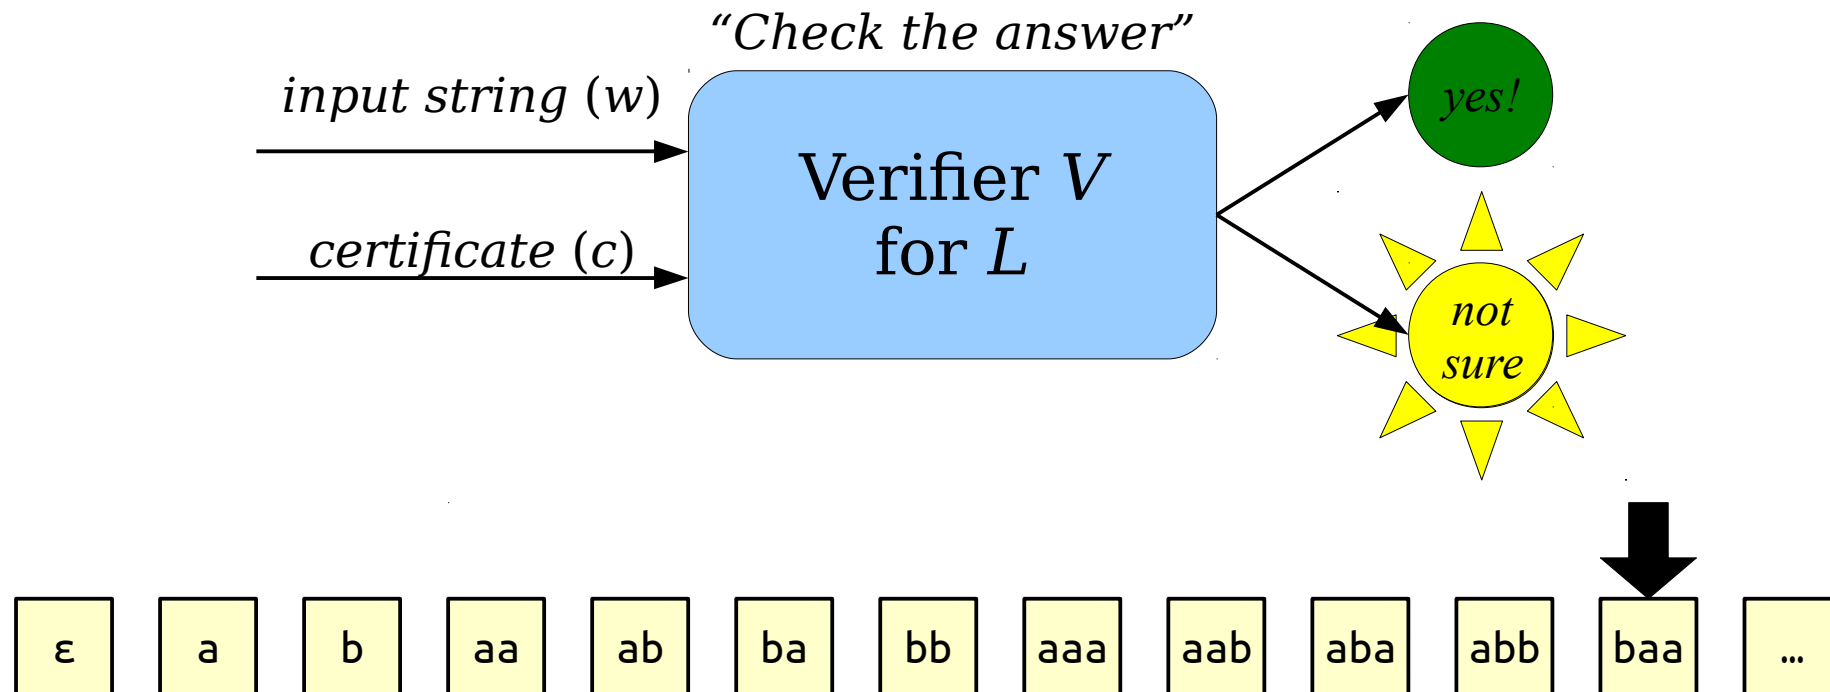 “Check the answer”
input string (w)
certificate (c)
Verifier V
for L
yes!
not
sure
ε a b aa ab ba bb aaa aab aba abb baa …